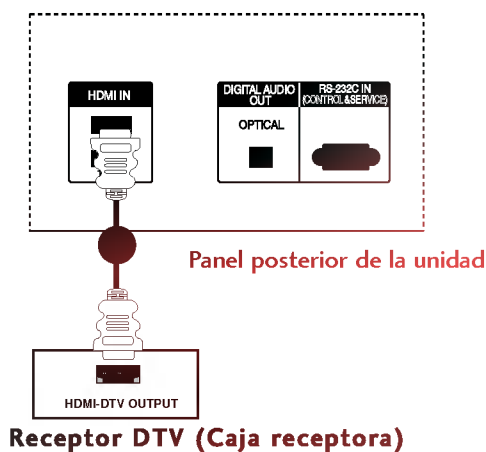 HDMI IN
DIGITAL AUDIO
OUT
OPTICAL
RS-232C IN
(CONTROL & SERVICE)
Panel posterior de la unidad
HDMI-DTV OUTPUT
Receptor DTV (Caja receptora)